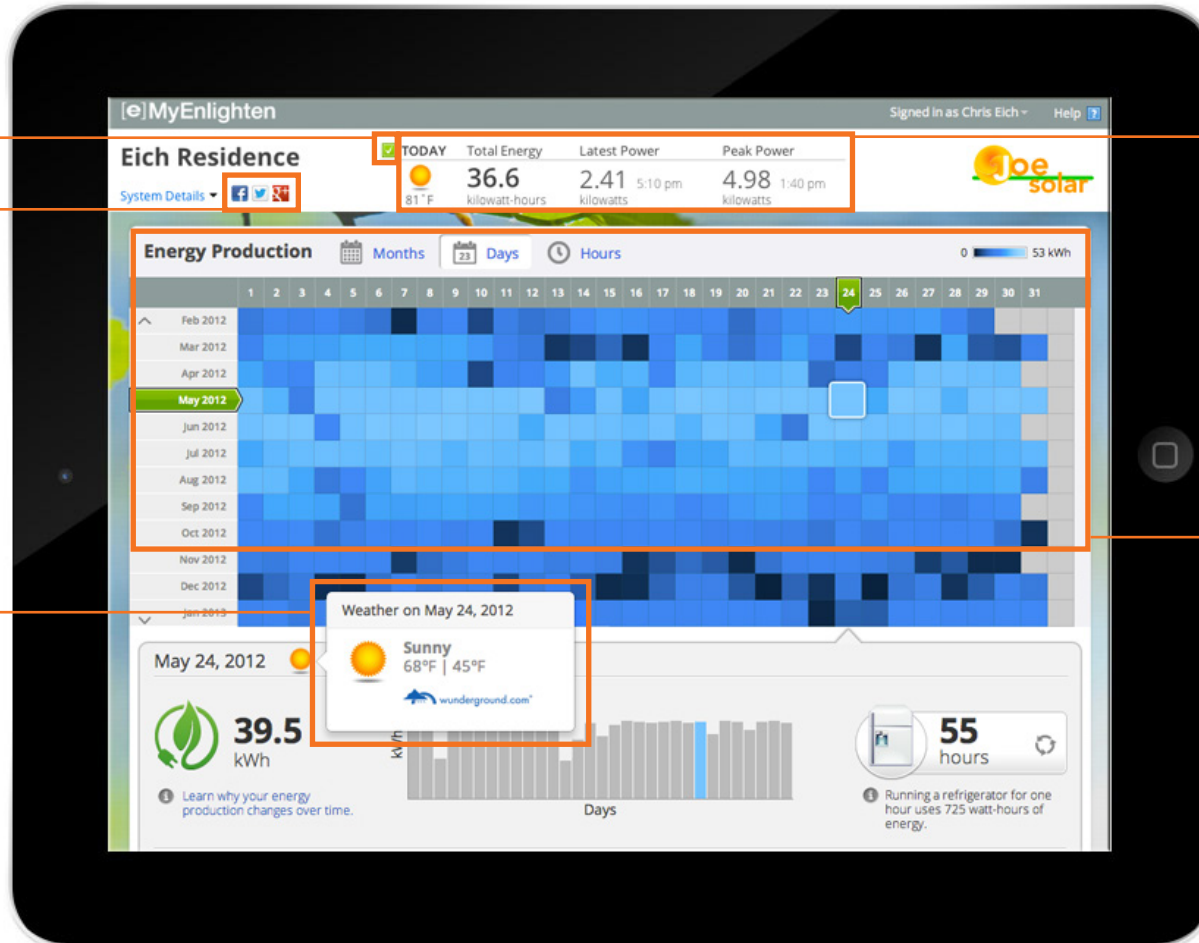 [e]MyEnlighten
Signed in as Chris Eich
Help ?
Eich Residence
System Details
TODAY Total Energy Latest Power Peak Power
36.6 2.41 5:10 pm 4.98 1:40 pm
81°F kilowatt-hours kilowatts kilowatts
Joe
solar
Energy Production Months 23 Days Hours 0 53 kWh
1 2 3 4 5 6 7 8 9 10 11 12 13 14 15 16 17 18 19 20 21 22 23 24 25 26 27 28 29 30 31
Feb 2012
Mar 2012
Apr 2012
May 2012
Jun 2012
Jul 2012
Aug 2012
Sep 2012
Oct 2012
Nov 2012
Dec 2012
Jan 2013
Weather on May 24, 2012
Sunny
68°F | 45°F
wunderground.com
May 24, 2012
39.5
kWh
Learn why your energy
production changes over time.
kWh
Days
55
hours
Running a refrigerator for one
hour uses 725 watt-hours of
energy.